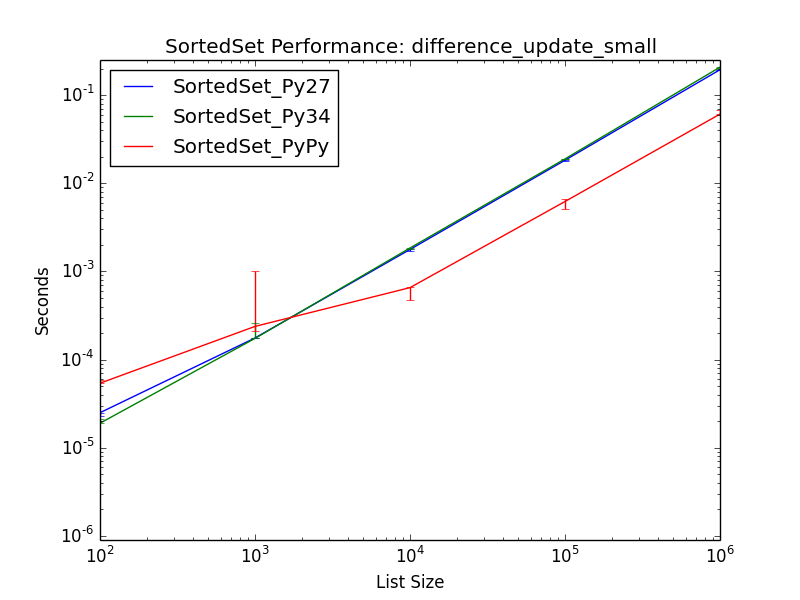 SortedSet Performance: difference_update_small
SortedSet_Py27
SortedSet_Py34
SortedSet_PyPy
10⁻¹
10⁻²
10⁻³
10⁻⁴
10⁻⁵
10⁻⁶
Seconds
10² 10³ 10⁴ 10⁵ 10⁶
List Size